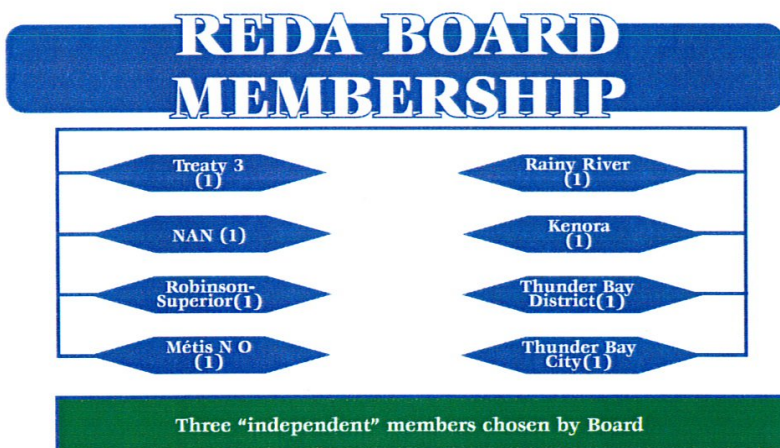 REDA BOARD
MEMBERSHIP
Treaty 3
(1)
NAN (1)
Robinson-
Superior(1)
Métis N O
(1)
Rainy River
(1)
Kenora
(1)
Thunder Bay
District(1)
Thunder Bay
City(1)
Three “independent” members chosen by Board